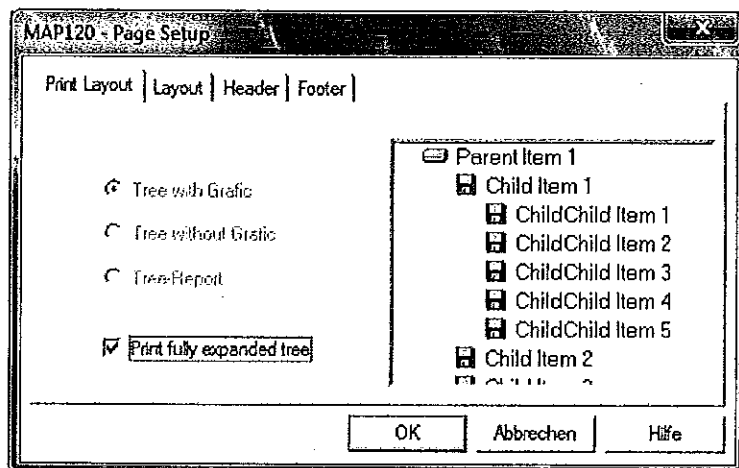 MAP120 - Page Setup
Print Layout
Layout
Header
Footer
Tree with Grafic
Tree without Grafic
Tree-Report
Print fully expanded tree
Parent Item 1
Child Item 1
ChildChild Item 1
ChildChild Item 2
ChildChild Item 3
ChildChild Item 4
ChildChild Item 5
Child Item 2
OK
Abbrechen
Hilfe